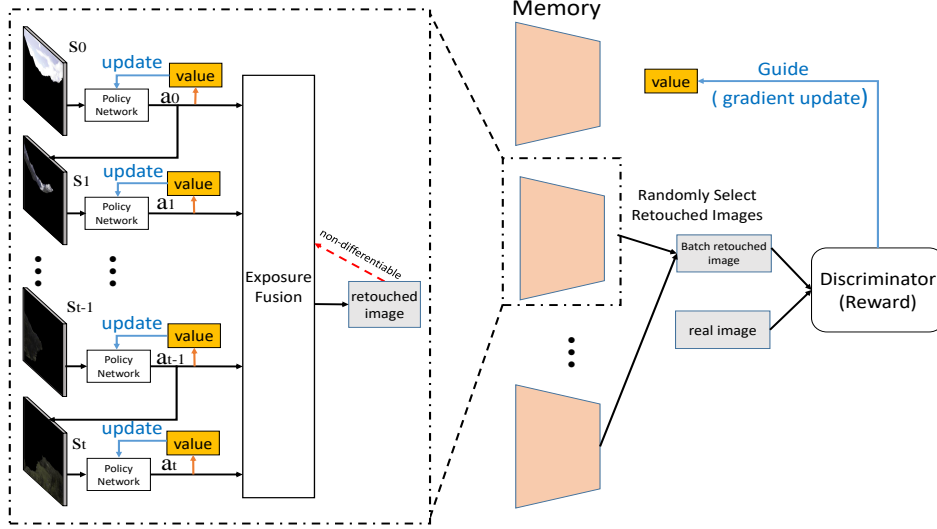 Memory
S0
update
value
Policy
Network
a0
S1
update
value
Policy
Network
a1
St-1
update
value
Policy
Network
at-1
St
update
value
Policy
Network
at
Exposure
Fusion
non-differentiable
retouched
image
value
Guide
( gradient update)
Randomly Select
Retouched Images
Batch retouched
image
real image
Discriminator
(Reward)